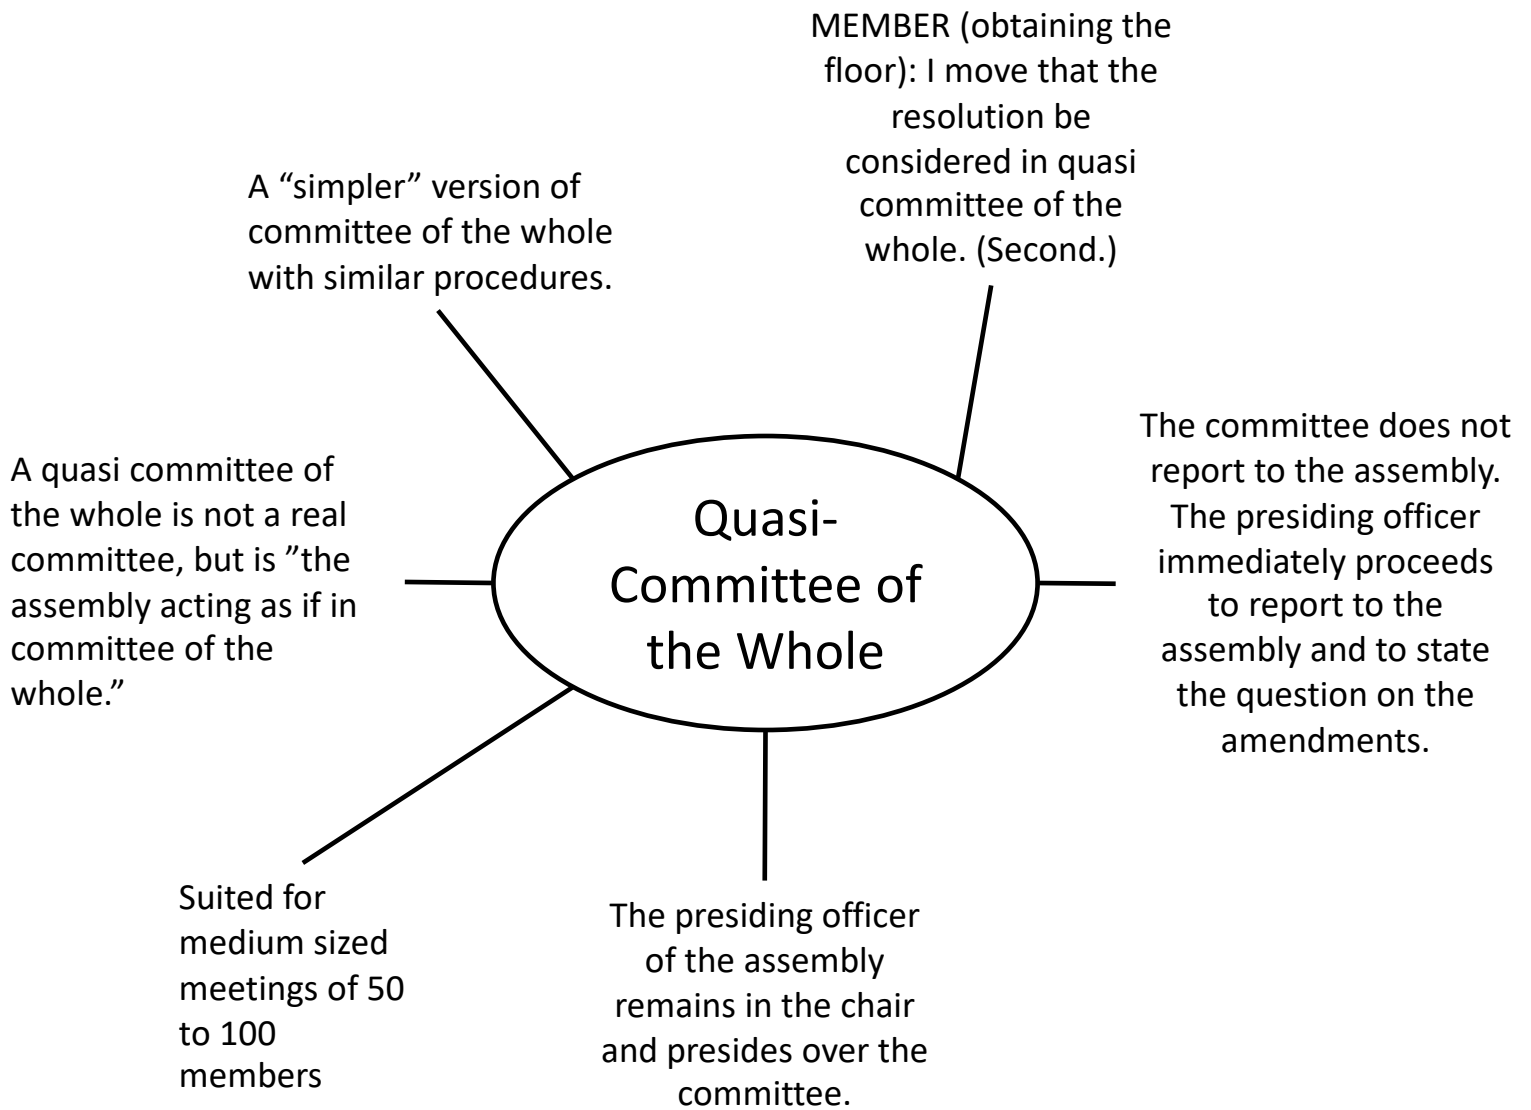 MEMBER (obtaining the
floor): I move that the
resolution be
considered in quasi
committee of the
whole. (Second.)
A “simpler” version of
committee of the whole
with similar procedures.
The committee does not
report to the assembly.
The presiding officer
immediately proceeds
to report to the
assembly and to state
the question on the
amendments.
A quasi committee of
the whole is not a real
committee, but is ”the
assembly acting as if in
committee of the
whole.”
Quasi-
Committee of
the Whole
Suited for
medium sized
meetings of 50
to 100
members
The presiding officer
of the assembly
remains in the chair
and presides over the
committee.